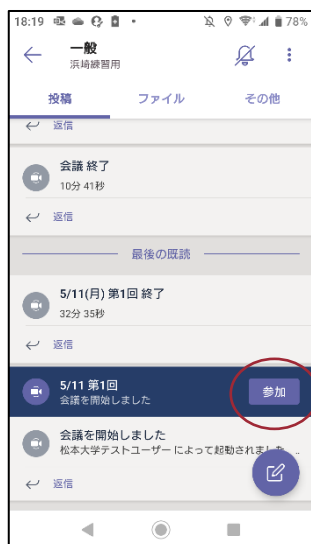 18:19 78%
一般
浜崎練習用
投稿 ファイル その他
返信
会議 終了
10分 41秒
返信
最後の既読
5/11(月) 第1回 終了
32分 35秒
返信
5/11 第1回
会議を開始しました
参加
会議を開始しました
松本大学テストユーザー によって起動されました ..
返信